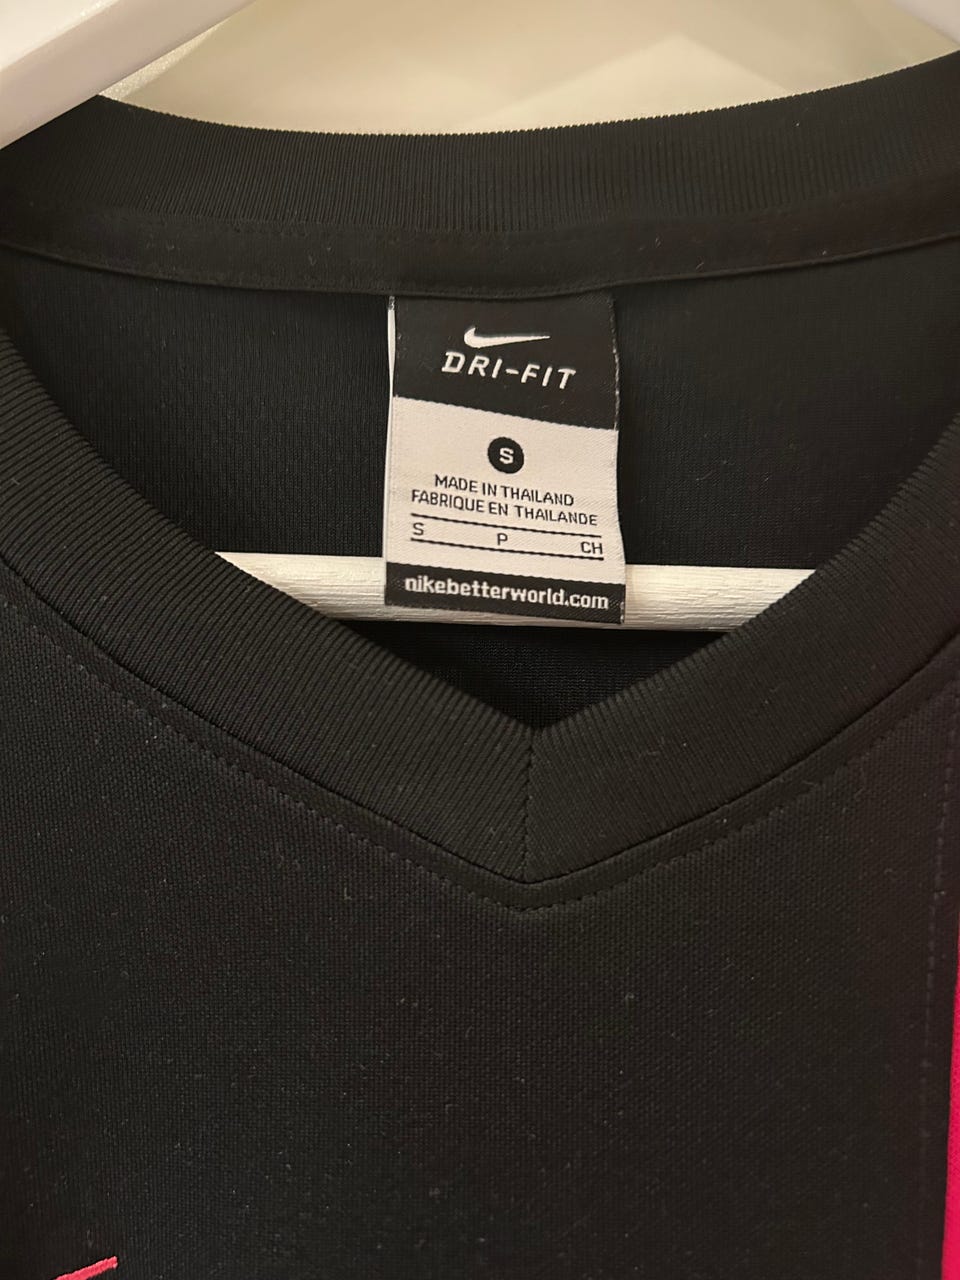 DRI-FIT
S
MADE IN THAILAND
FABRIQUE EN THAILANDE
S P CH
nikebetterworld.com